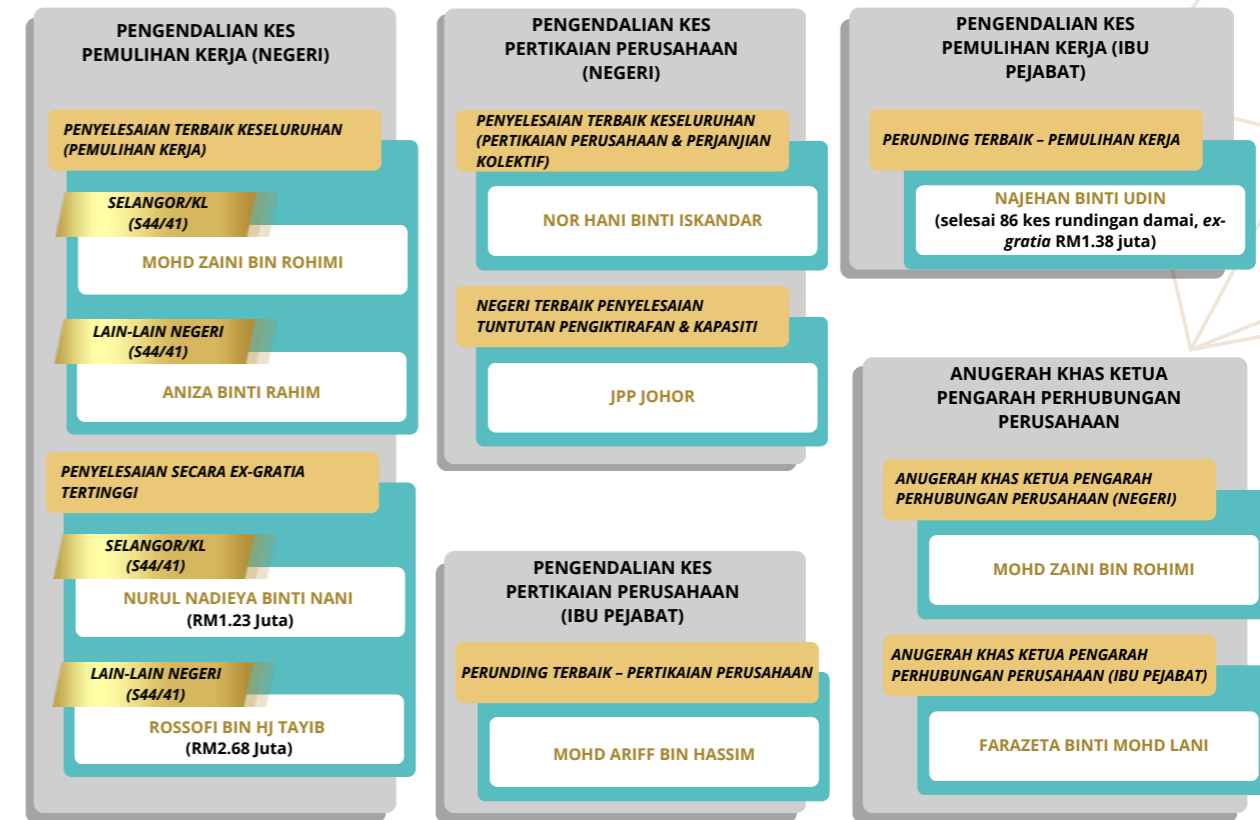 PENGENDALIAN KES
PEMULIHAN KERJA (NEGERI)
PENYELESAIAN TERBAIK KESELURUHAN
(PEMULIHAN KERJA)
SELANGOR/KL
(S44/41)
MOHD ZAINI BIN ROHIMI
LAIN-LAIN NEGERI
(S44/41)
ANIZA BINTI RAHIM
PENYELESAIAN SECARA EX-GRATIA
TERTINGGI
SELANGOR/KL
(S44/41)
NURUL NADIEYA BINTI NANI
(RM1.23 Juta)
LAIN-LAIN NEGERI
(S44/41)
ROSSOFI BIN HJ TAYIB
(RM2.68 Juta)
PENGENDALIAN KES
PERTIKAIAN PERUSAHAAN
(NEGERI)
PENYELESAIAN TERBAIK KESELURUHAN
(PERTIKAIAN PERUSAHAAN & PERJANJIAN
KOLEKTIF)
NOR HANI BINTI ISKANDAR
NEGERI TERBAIK PENYELESAIAN
TUNTUTAN PENGIKTIRAFAN & KAPASITI
JPP JOHOR
PENGENDALIAN KES
PERTIKAIAN PERUSAHAAN
(IBU PEJABAT)
PERUNDING TERBAIK – PERTIKAIAN PERUSAHAAN
MOHD ARIFF BIN HASSIM
PENGENDALIAN KES
PEMULIHAN KERJA (IBU
PEJABAT)
PERUNDING TERBAIK – PEMULIHAN KERJA
NAJEHAN BINTI UDIN
(selesai 86 kes rundingan damai, ex-
gratia RM1.38 juta)
ANUGERAH KHAS KETUA
PENGARAH PERHUBUNGAN
PERUSAHAAN
ANUGERAH KHAS KETUA PENGARAH
PERHUBUNGAN PERUSAHAAN (NEGERI)
MOHD ZAINI BIN ROHIMI
ANUGERAH KHAS KETUA PENGARAH
PERHUBUNGAN PERUSAHAAN (IBU PEJABAT)
FARAZETA BINTI MOHD LANI